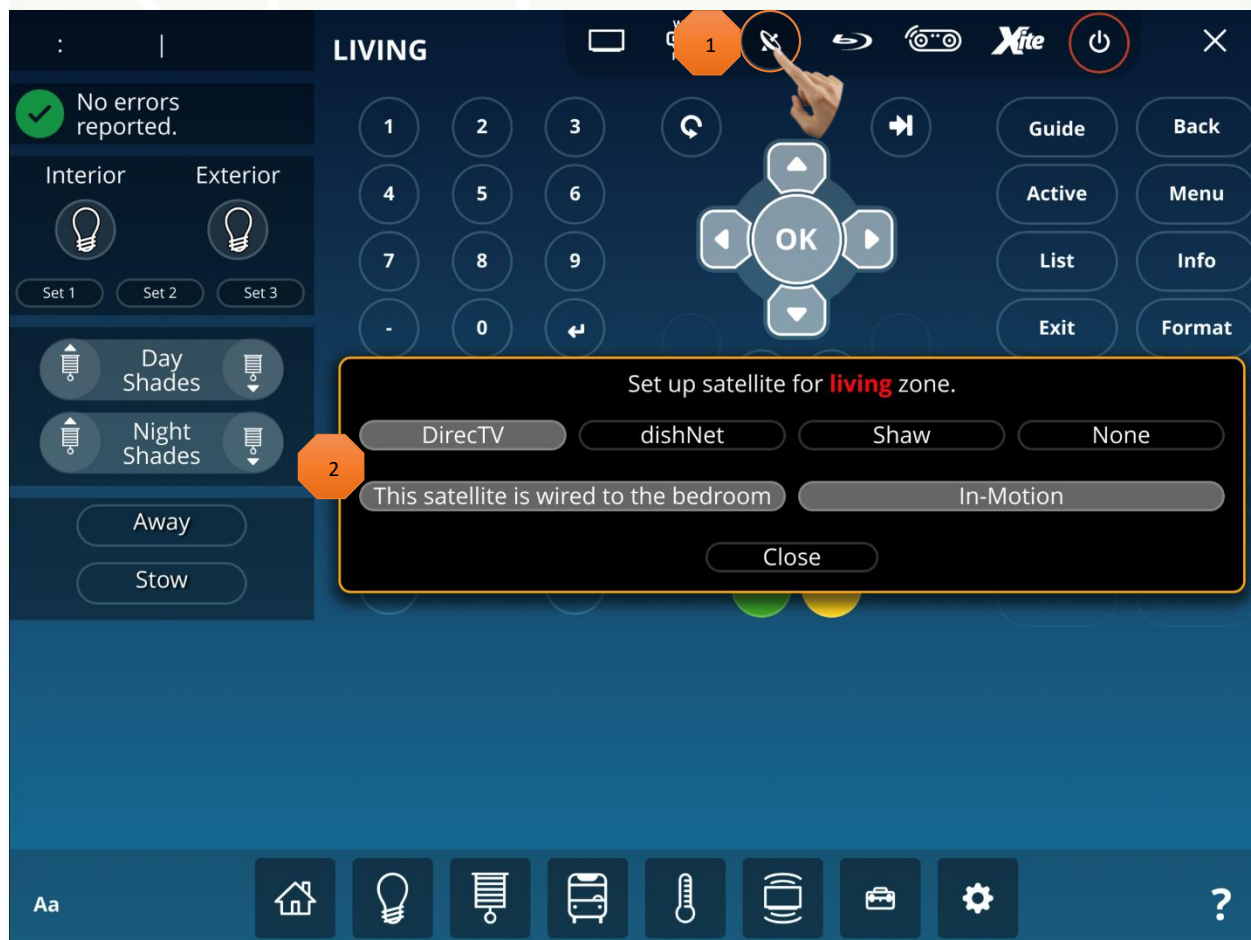 : |
LIVING
1
Xite
No errors
reported.
1 2 3
Guide Back
Interior Exterior
4 5 6
OK
Active Menu
7 8 9
List Info
Set 1 Set 2 Set 3
- 0
Exit Format
Day
Shades
Night
Shades
Set up satellite for living zone.
DirecTV dishNet Shaw None
2
This satellite is wired to the bedroom In-Motion
Close
Away
Stow
Aa
?